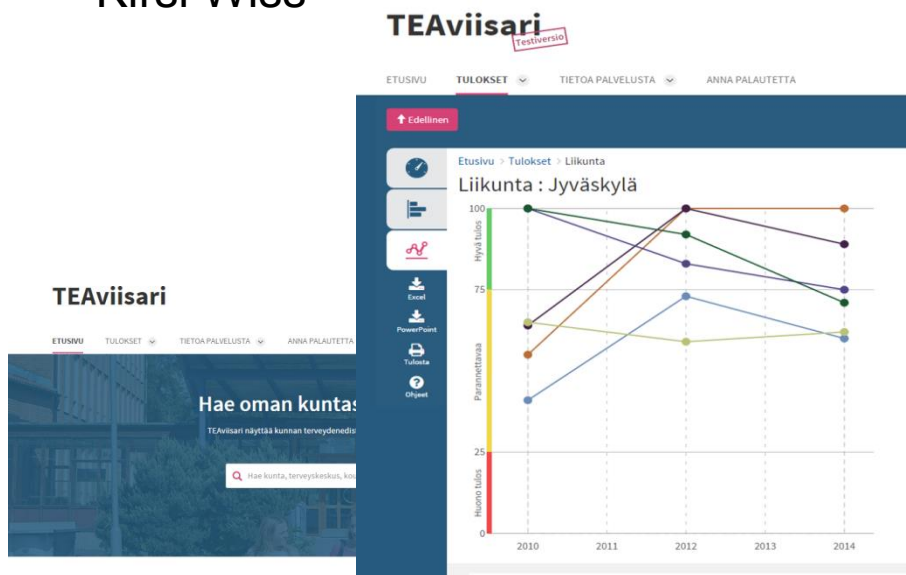 TEAviisari
Testiversio
ETUSIVU TULOKSET TIETOA PALVELUSTA ANNA PALAUTETTA
Edellinen
Etusivu > Tulokset > Liikunta
Liikunta : Jyväskylä
100
Hyvä tulos
75
Parannettavaa
25
Huono tulos
0
2010 2011 2012 2013 2014
Excel
PowerPoint
Tulosta
Ohjeet
TEAviisari
ETUSIVU TULOKSET TIETOA PALVELUSTA ANNA PALAUTETTA
Hae oman kuntas
TEAviisari näyttää kunnan terveydenedis
Hae kunta, terveyskeskus, kou